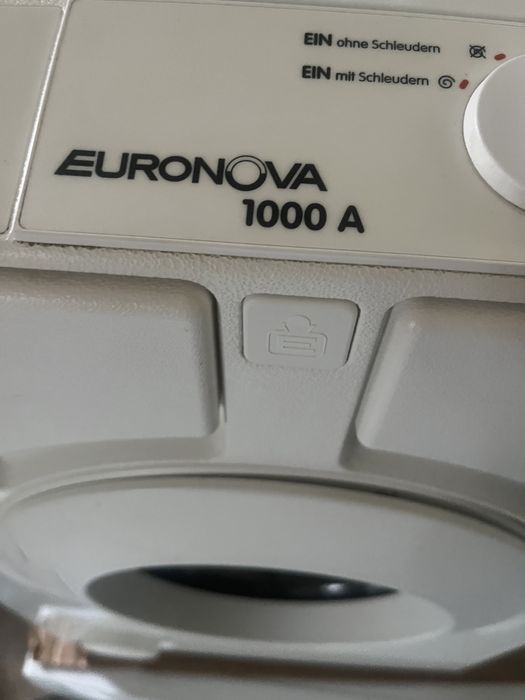 EIN ohne Schleudern
EIN mit Schleudern
EURONOVA
1000 A